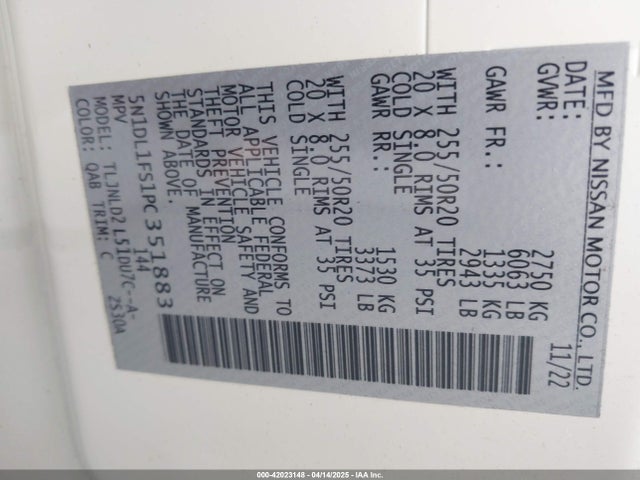 MFD BY NISSAN MOTOR CO., LTD.
DATE: 11/22
GVWR: 2750 KG
6063 LB
GAWR FR.: 1335 KG
2943 LB
WITH 255/50R20 TIRES
20 X 8.0 RIMS AT 35 PSI
COLD SINGLE
GAWR RR.: 1530 KG
3373 LB
WITH 255/50R20 TIRES
20 X 8.0 RIMS AT 35 PSI
COLD SINGLE
THIS VEHICLE CONFORMS TO
ALL APPLICABLE FEDERAL
MOTOR VEHICLE SAFETY AND
THEFT PREVENTION
STANDARDS IN EFFECT ON
THE DATE OF MANUFACTURE
SHOWN ABOVE.
5N1DL1FS1PC351883
MPV 144
MODEL: TLJNLD2 L51DU7C--A-
COLOR: QAB TRIM: C 2S30A
000-42023148 - 04/14/2025 - IAA Inc.